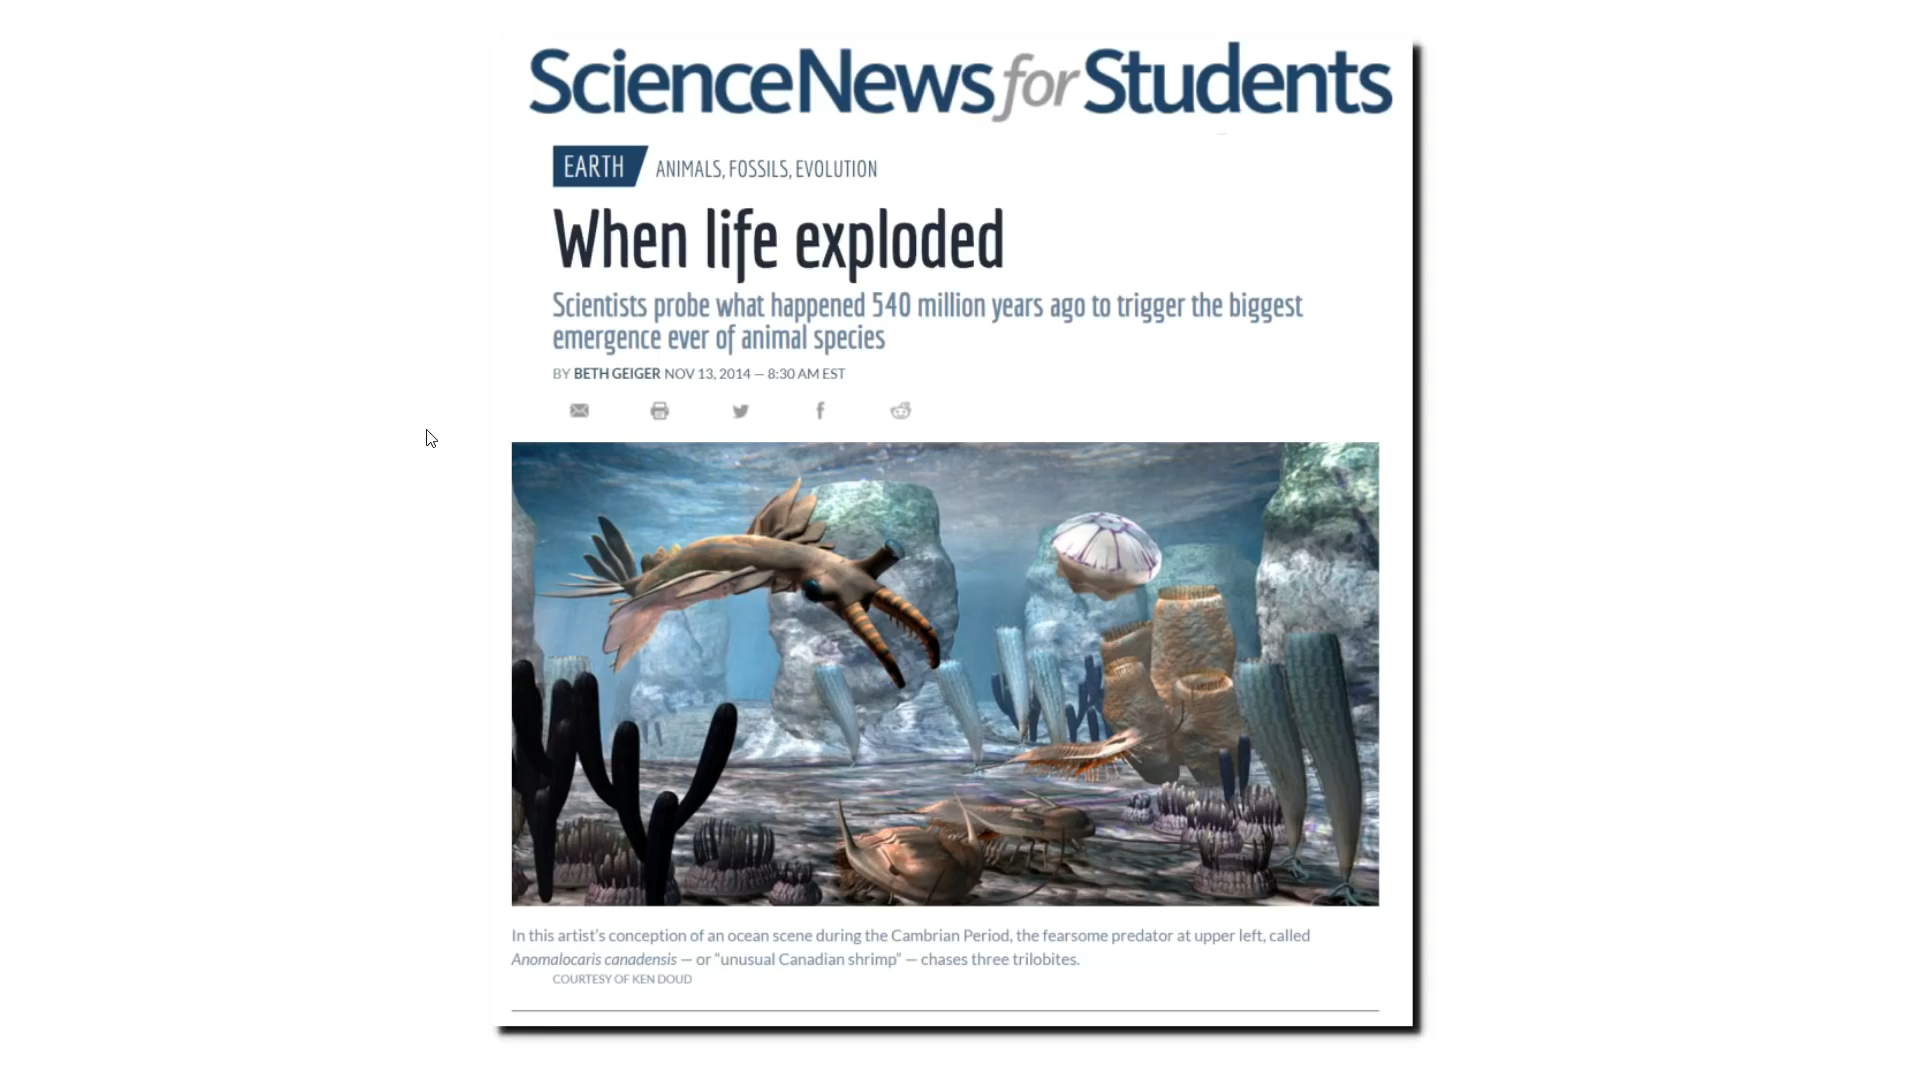 ScienceNews for Students
EARTH ANIMALS, FOSSILS, EVOLUTION
When life exploded
Scientists probe what happened 540 million years ago to trigger the biggest
emergence ever of animal species
BY BETH GEIGER NOV 13, 2014 — 8:30 AM EST
In this artist's conception of an ocean scene during the Cambrian Period, the fearsome predator at upper left, called
Anomalocaris canadensis — or “unusual Canadian shrimp” — chases three trilobites.
COURTESY OF KEN DOUD